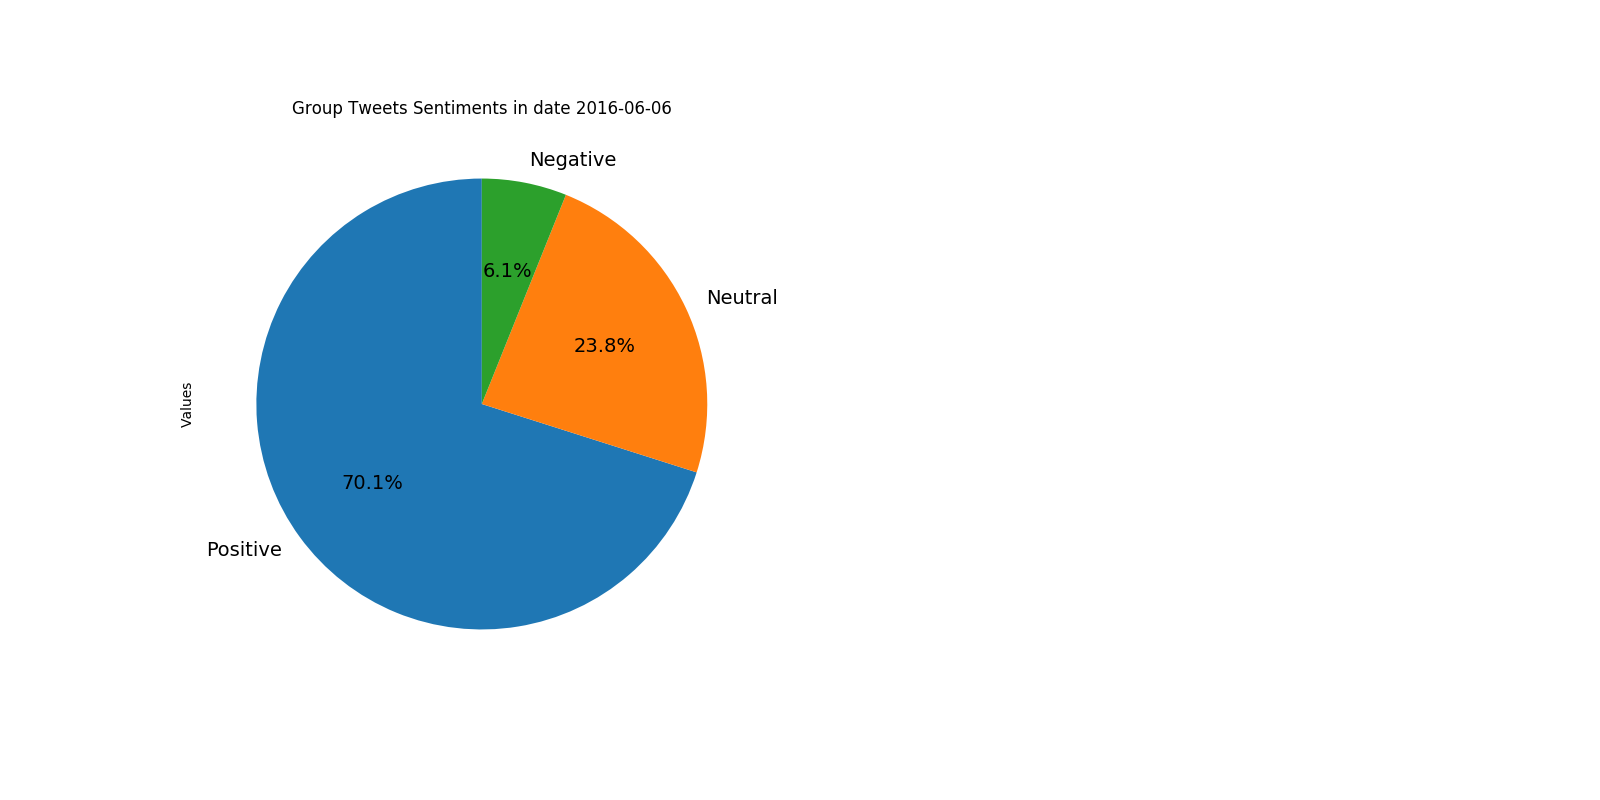 Group Tweets Sentiments in date 2016-06-06
Negative
6.1%
Neutral
23.8%
Values
70.1%
Positive